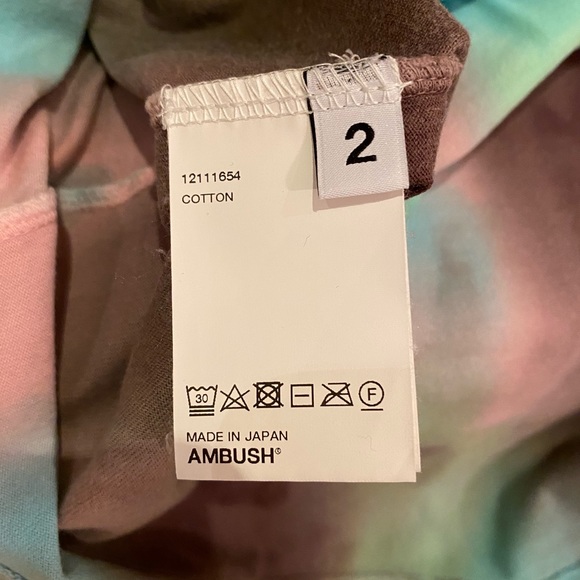 2
12111654
COTTON
30
F
MADE IN JAPAN
AMBUSH®